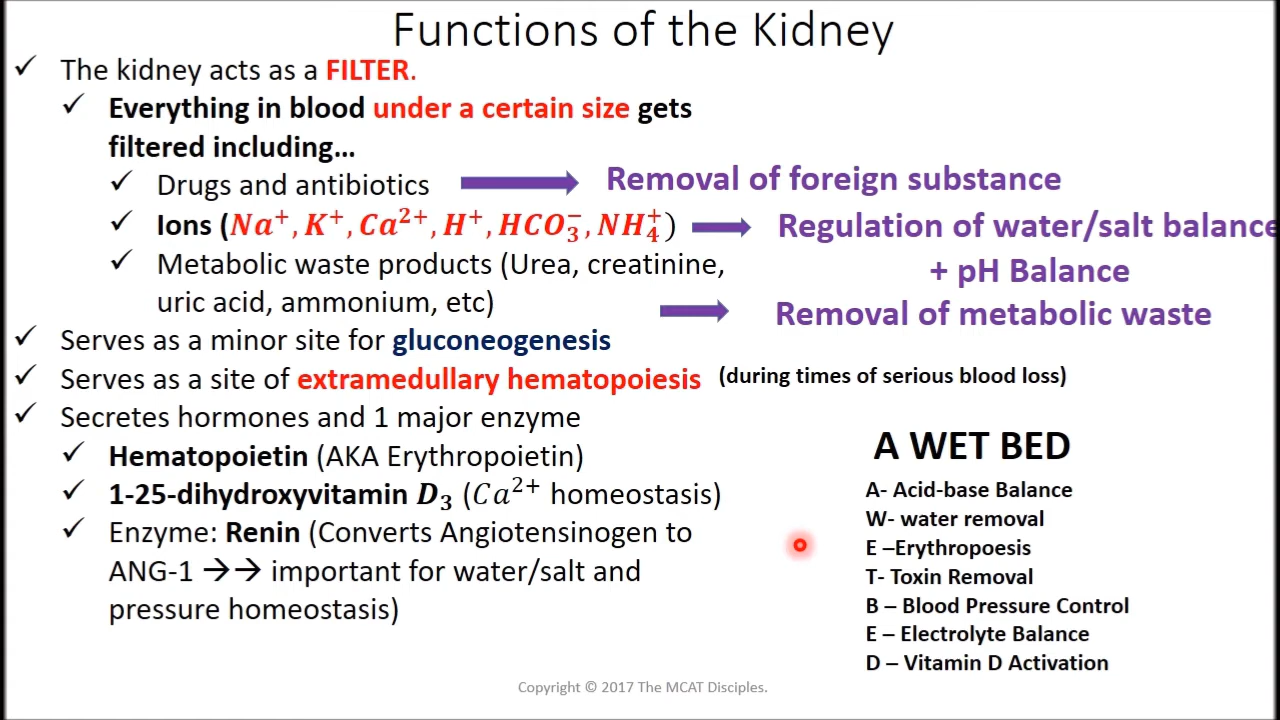 Functions of the Kidney
✓ The kidney acts as a FILTER.
✓ Everything in blood under a certain size gets
filtered including...
✓ Drugs and antibiotics
Removal of foreign substance
✓ Ions (Na⁺, K⁺, Ca²⁺, H⁺, HCO₃⁻, NH₄⁺)
Regulation of water/salt balance
+ pH Balance
✓ Metabolic waste products (Urea, creatinine,
uric acid, ammonium, etc)
Removal of metabolic waste
✓ Serves as a minor site for gluconeogenesis
✓ Serves as a site of extramedullary hematopoiesis (during times of serious blood loss)
✓ Secretes hormones and 1 major enzyme
✓ Hematopoietin (AKA Erythropoietin)
✓ 1-25-dihydroxyvitamin D₃ (Ca²⁺ homeostasis)
✓ Enzyme: Renin (Converts Angiotensinogen to
ANG-1 →→ important for water/salt and
pressure homeostasis)
A WET BED
A- Acid-base Balance
W- water removal
E –Erythropoesis
T- Toxin Removal
B – Blood Pressure Control
E – Electrolyte Balance
D – Vitamin D Activation
Copyright © 2017 The MCAT Disciples.